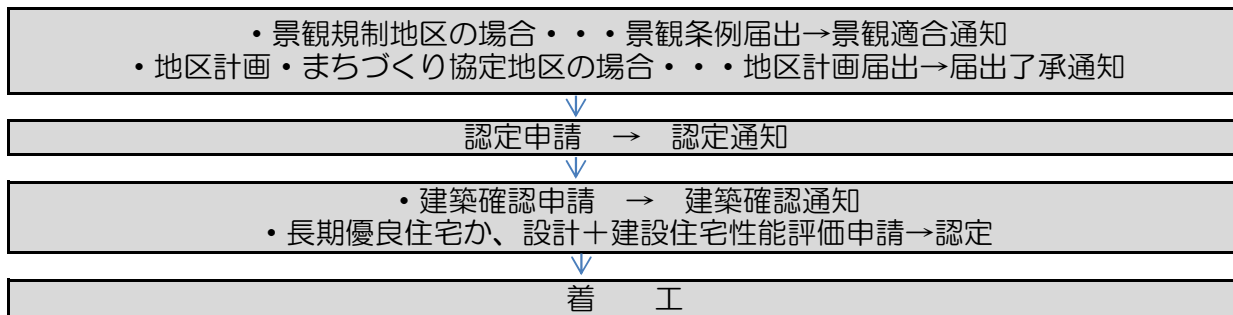 ・景観規制地区の場合・・・景観条例届出→景観適合通知
・地区計画・まちづくり協定地区の場合・・・地区計画届出→届出了承通知
認定申請　→　認定通知
・建築確認申請　→　建築確認通知
・長期優良住宅か、設計＋建設住宅性能評価申請→認定
着　　工